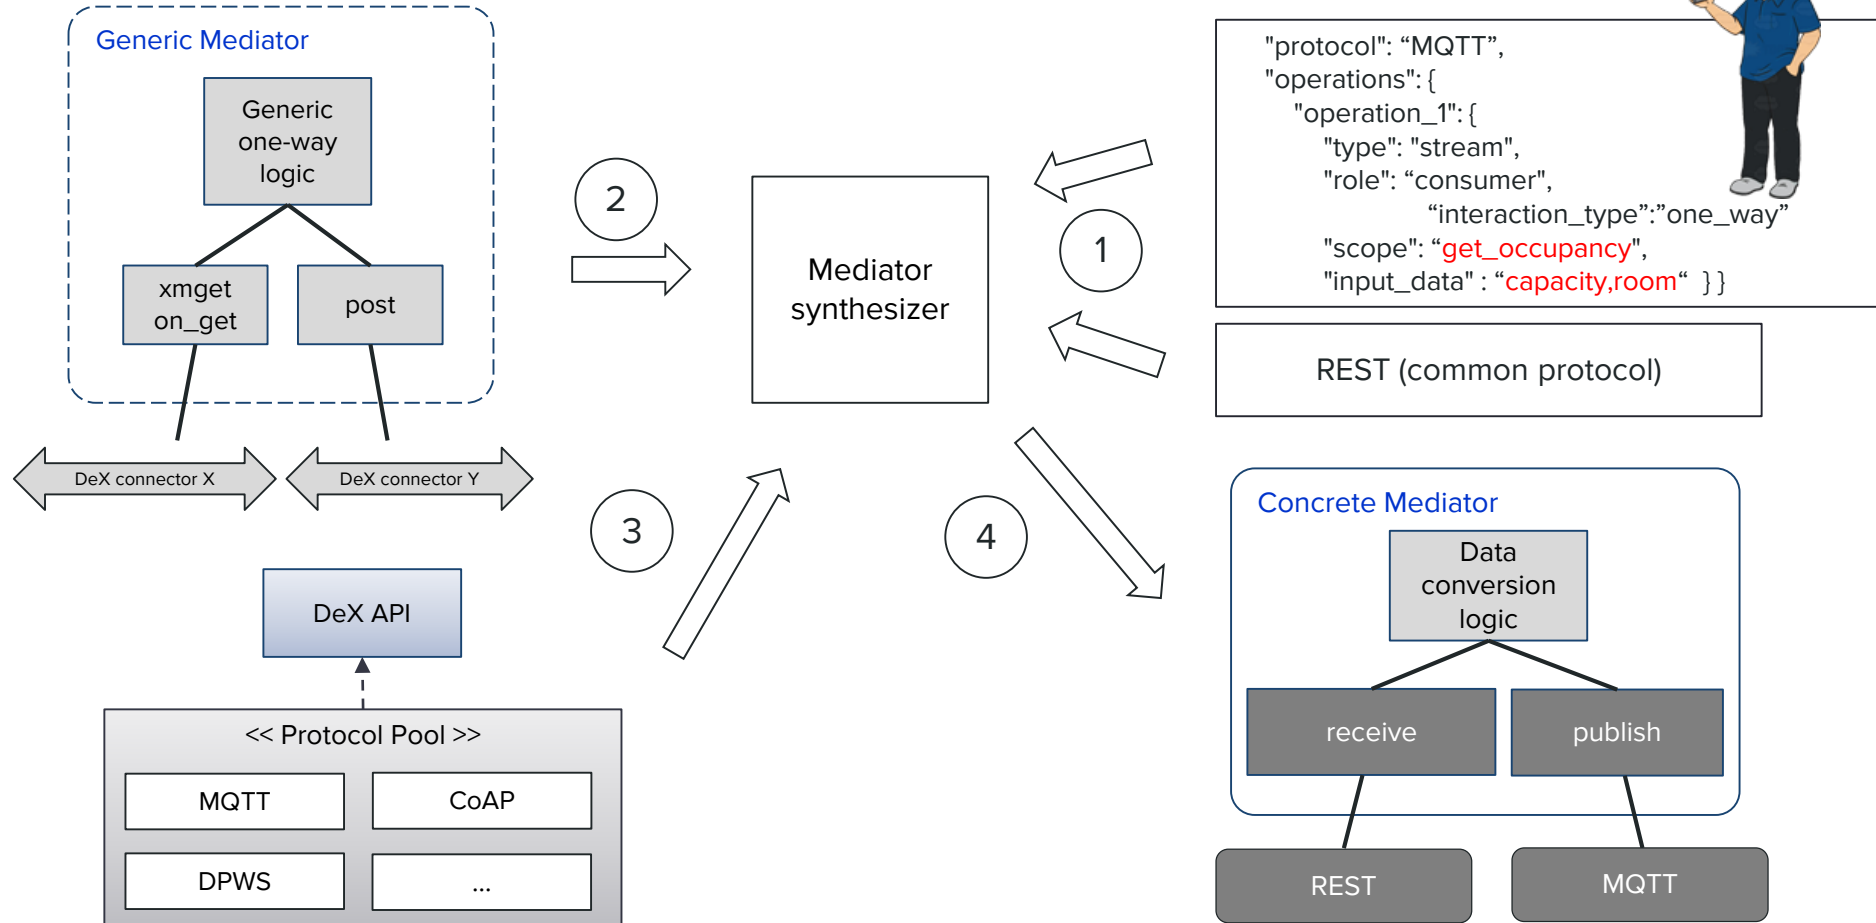 Generic Mediator
Generic
one-way
logic
xmget
on_get
post
DeX connector X
DeX connector Y
2
Mediator
synthesizer
1
"protocol": “MQTT”,
"operations": {
"operation_1": {
"type": "stream",
"role": “consumer",
“interaction_type”:”one_way”
"scope": “get_occupancy",
"input_data" : “capacity,room“ } }
REST (common protocol)
3
4
DeX API
<< Protocol Pool >>
MQTT
CoAP
DPWS
...
Concrete Mediator
Data
conversion
logic
receive
publish
REST
MQTT